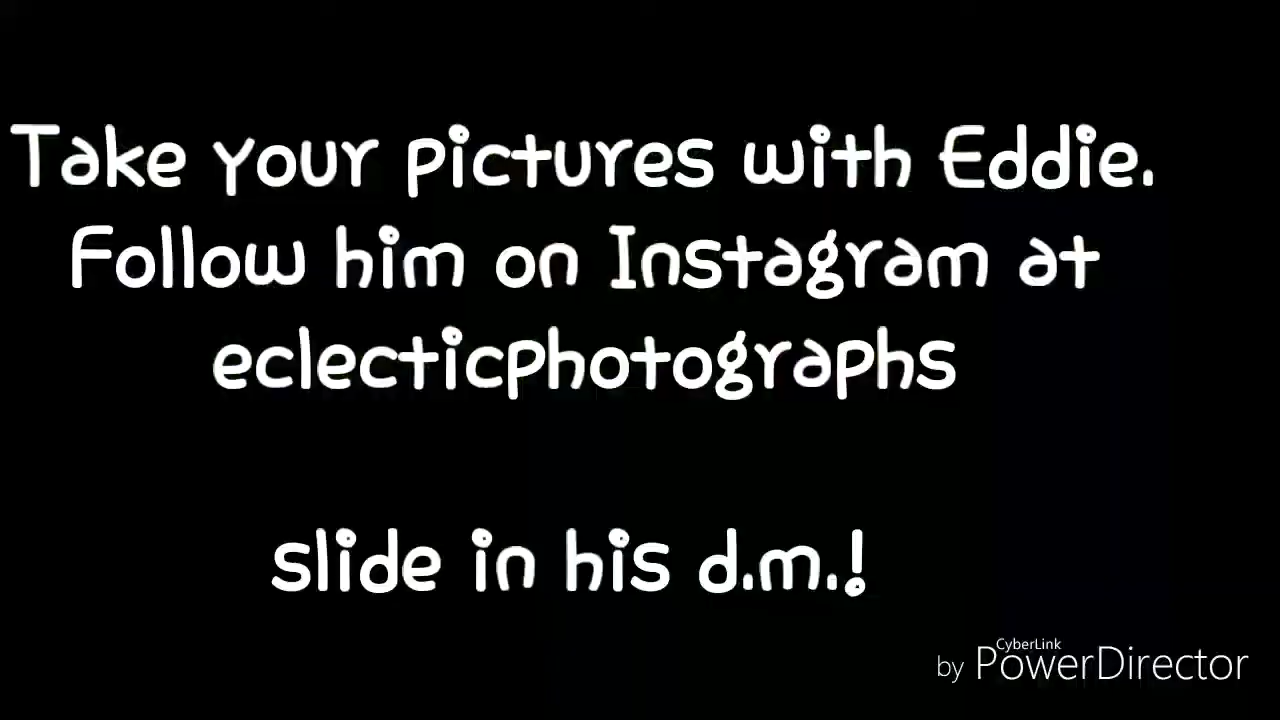 Take your pictures with Eddie.
Follow him on Instagram at
eclecticphotographs
slide in his d.m.!
CyberLink
by PowerDirector